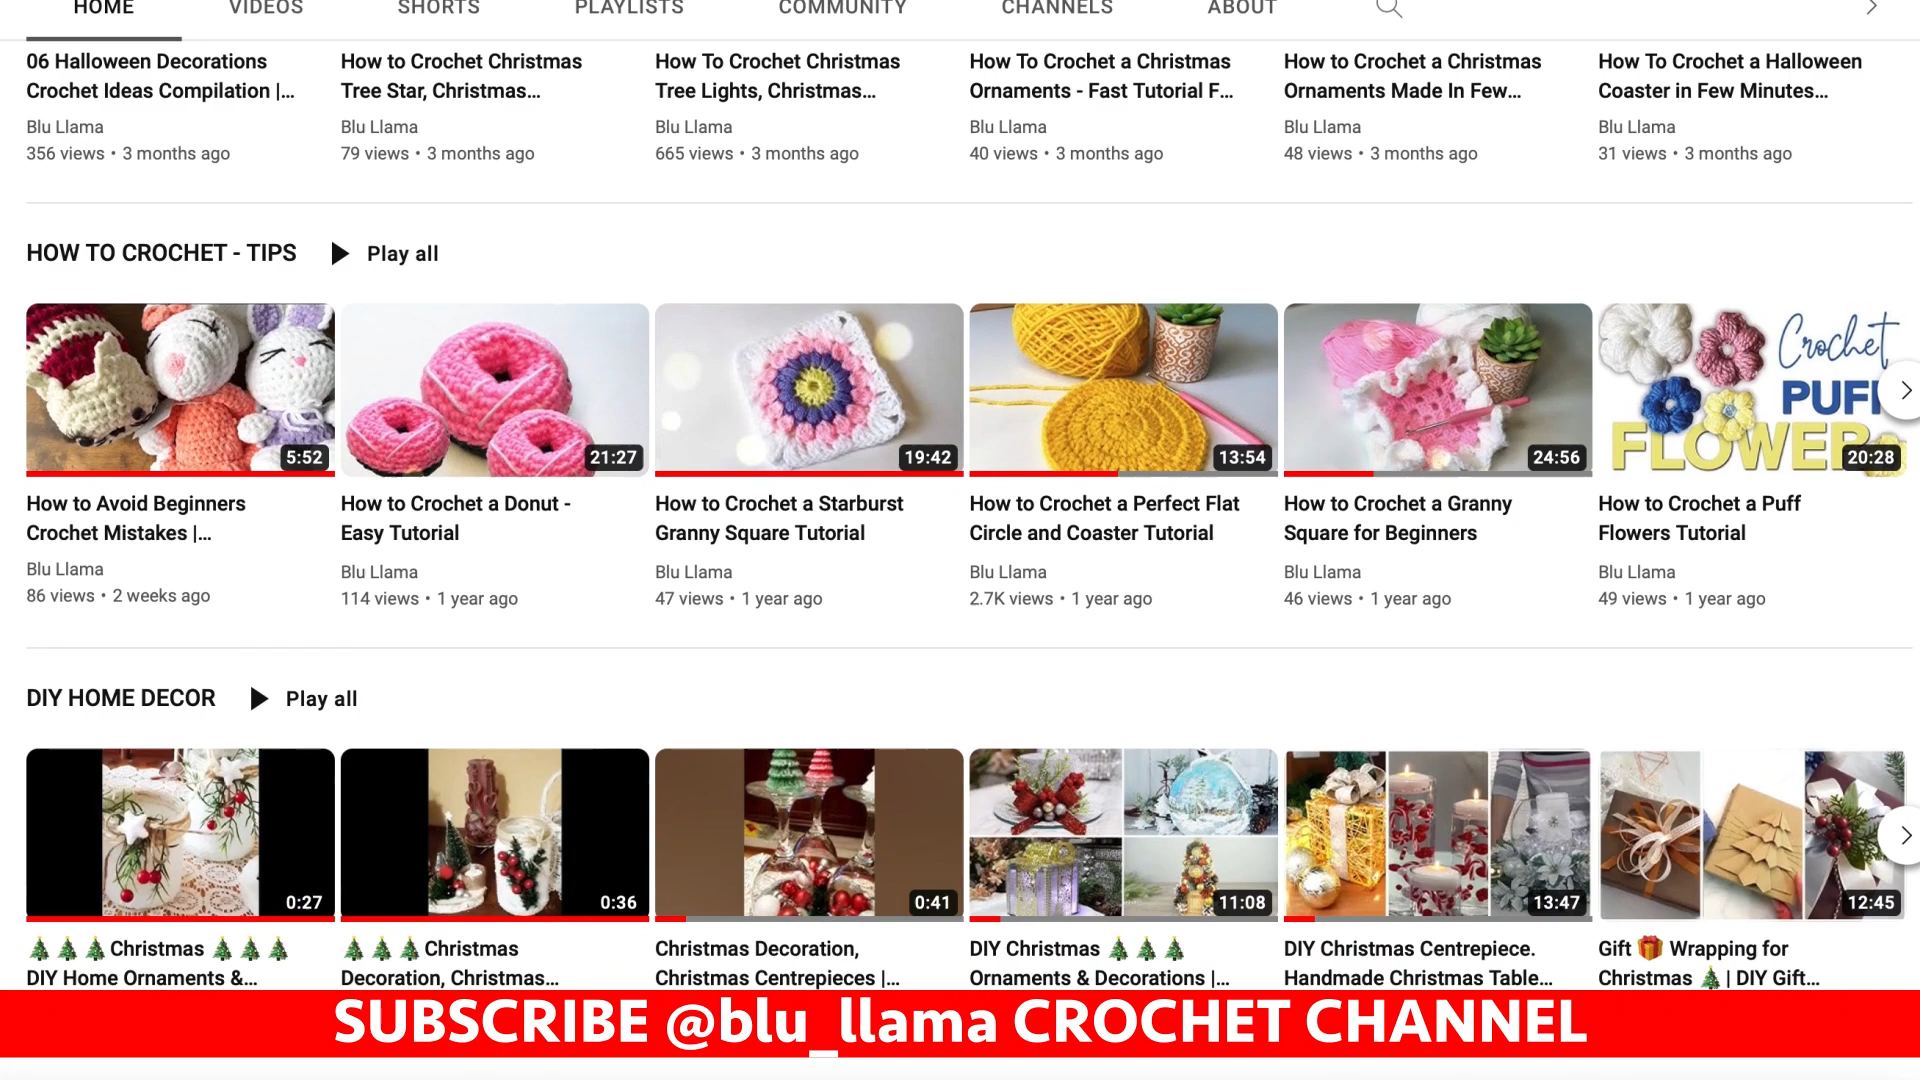 HOME VIDEOS SHORTS PLAYLISTS COMMUNITY CHANNELS ABOUT
06 Halloween Decorations
Crochet Ideas Compilation |...
Blu Llama
356 views • 3 months ago
How to Crochet Christmas
Tree Star, Christmas...
Blu Llama
79 views • 3 months ago
How To Crochet Christmas
Tree Lights, Christmas...
Blu Llama
665 views • 3 months ago
How To Crochet a Christmas
Ornaments - Fast Tutorial F...
Blu Llama
40 views • 3 months ago
How to Crochet a Christmas
Ornaments Made In Few...
Blu Llama
48 views • 3 months ago
How To Crochet a Halloween
Coaster in Few Minutes...
Blu Llama
31 views • 3 months ago
HOW TO CROCHET - TIPS Play all
5:52
How to Avoid Beginners
Crochet Mistakes |...
Blu Llama
86 views • 2 weeks ago
21:27
How to Crochet a Donut -
Easy Tutorial
Blu Llama
114 views • 1 year ago
19:42
How to Crochet a Starburst
Granny Square Tutorial
Blu Llama
47 views • 1 year ago
13:54
How to Crochet a Perfect Flat
Circle and Coaster Tutorial
Blu Llama
2.7K views • 1 year ago
24:56
How to Crochet a Granny
Square for Beginners
Blu Llama
46 views • 1 year ago
Crochet
PUFF
FLOWER
20:28
How to Crochet a Puff
Flowers Tutorial
Blu Llama
49 views • 1 year ago
DIY HOME DECOR Play all
0:27
🎄🎄🎄Christmas 🎄🎄🎄
DIY Home Ornaments &...
0:36
🎄🎄🎄Christmas
Decoration, Christmas...
0:41
Christmas Decoration,
Christmas Centrepieces |...
11:08
DIY Christmas 🎄🎄🎄
Ornaments & Decorations |...
13:47
DIY Christmas Centrepiece.
Handmade Christmas Table...
12:45
Gift 🎁 Wrapping for
Christmas 🎄| DIY Gift...
SUBSCRIBE @blu_llama CROCHET CHANNEL